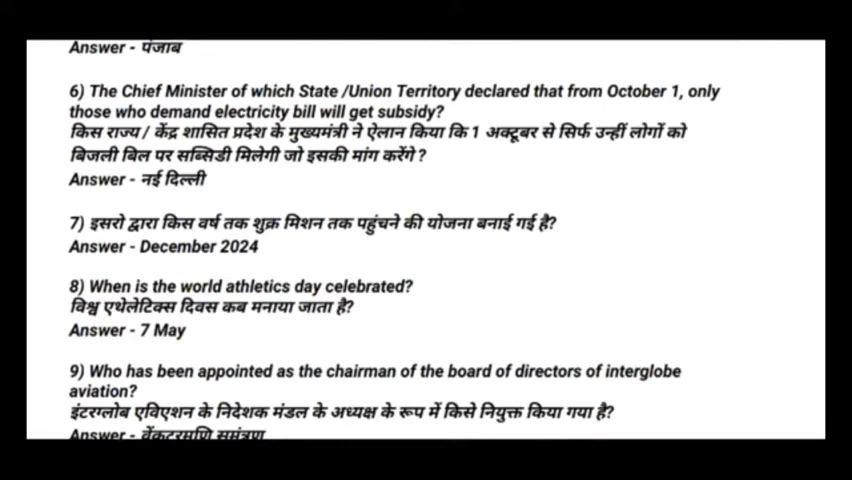 Answer - पंजाब
6) The Chief Minister of which State /Union Territory declared that from October 1, only
those who demand electricity bill will get subsidy?
किस राज्य / केंद्र शासित प्रदेश के मुख्यमंत्री ने ऐलान किया कि 1 अक्टूबर से सिर्फ उन्हीं लोगों को
बिजली बिल पर सब्सिडी मिलेगी जो इसकी मांग करेंगे ?
Answer - नई दिल्ली
7) इसरो द्वारा किस वर्ष तक शुक्र मिशन तक पहुंचने की योजना बनाई गई है?
Answer - December 2024
8) When is the world athletics day celebrated?
विश्व एथेलेटिक्स दिवस कब मनाया जाता है?
Answer - 7 May
9) Who has been appointed as the chairman of the board of directors of interglobe
aviation?
इंटरग्लोब एविएशन के निदेशक मंडल के अध्यक्ष के रूप में किसे नियुक्त किया गया है?
Answer - वेंकटरमणि सुमंत्रण